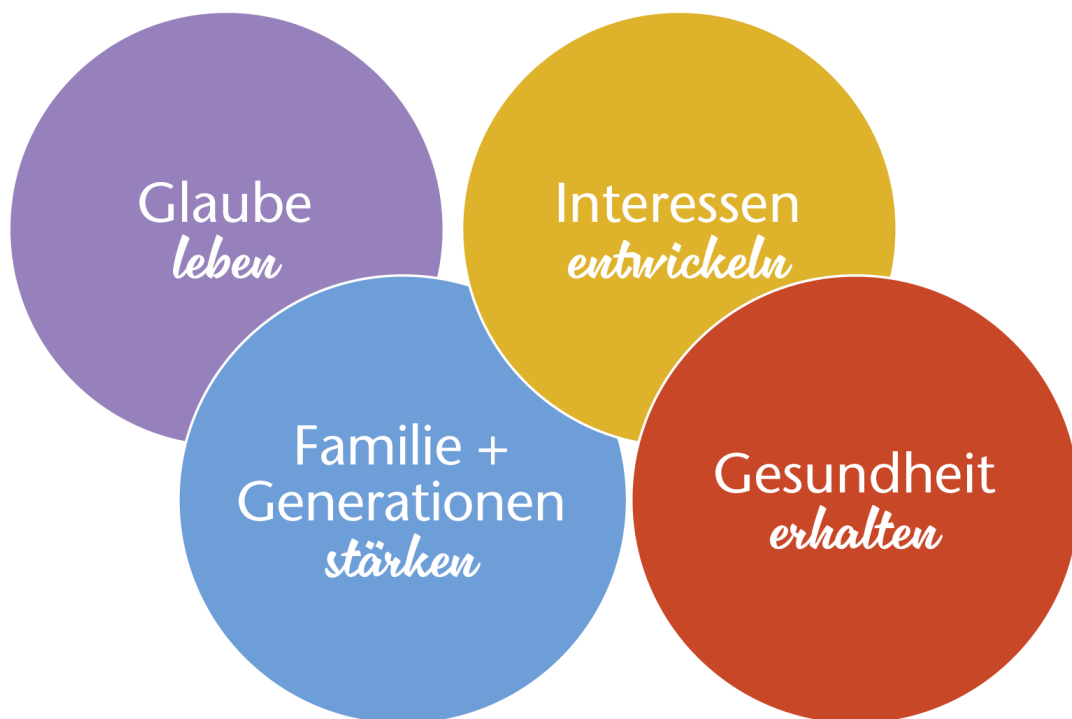 Glaube
leben
Interessen
entwickeln
Familie +
Generationen
stärken
Gesundheit
erhalten